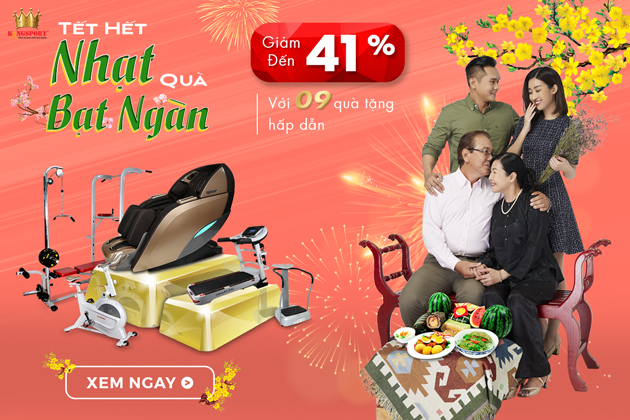 KINGSPORT
TẾT HẾT
Nhạt QUÀ
Bạt Ngàn
Giảm
Đến 41%
Với 09 quà tặng
hấp dẫn
XEM NGAY